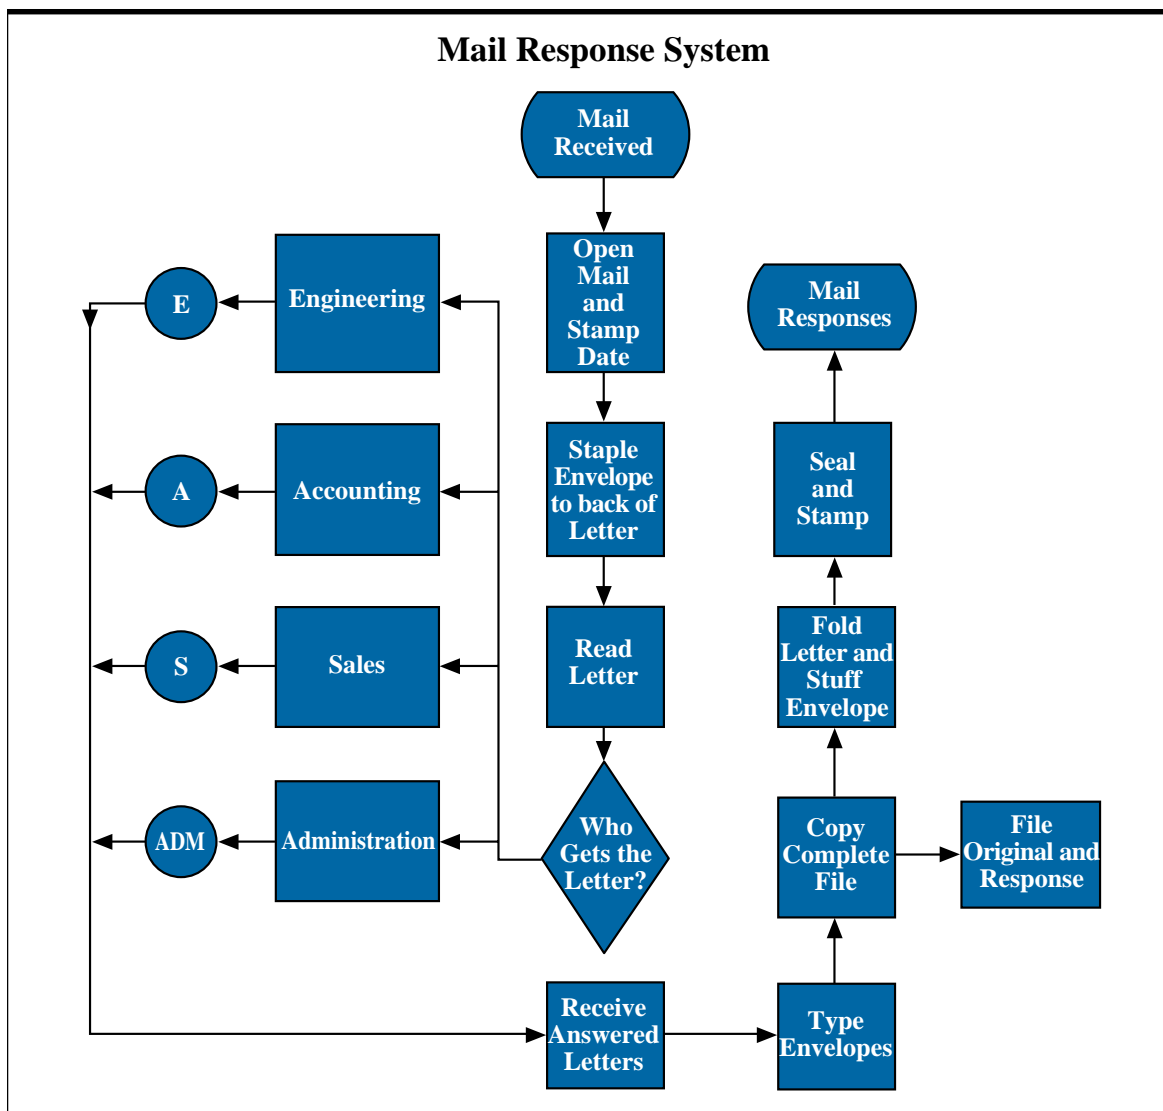 Mail Response System
Mail
Received
Open
Mail
and
Stamp
Date
Staple
Envelope
to back of
Letter
Read
Letter
Who
Gets the
Letter?
Engineering
E
Accounting
A
Sales
S
Administration
ADM
Receive
Answered
Letters
Type
Envelopes
Copy
Complete
File
File
Original and
Response
Fold
Letter and
Stuff
Envelope
Seal
and
Stamp
Mail
Responses